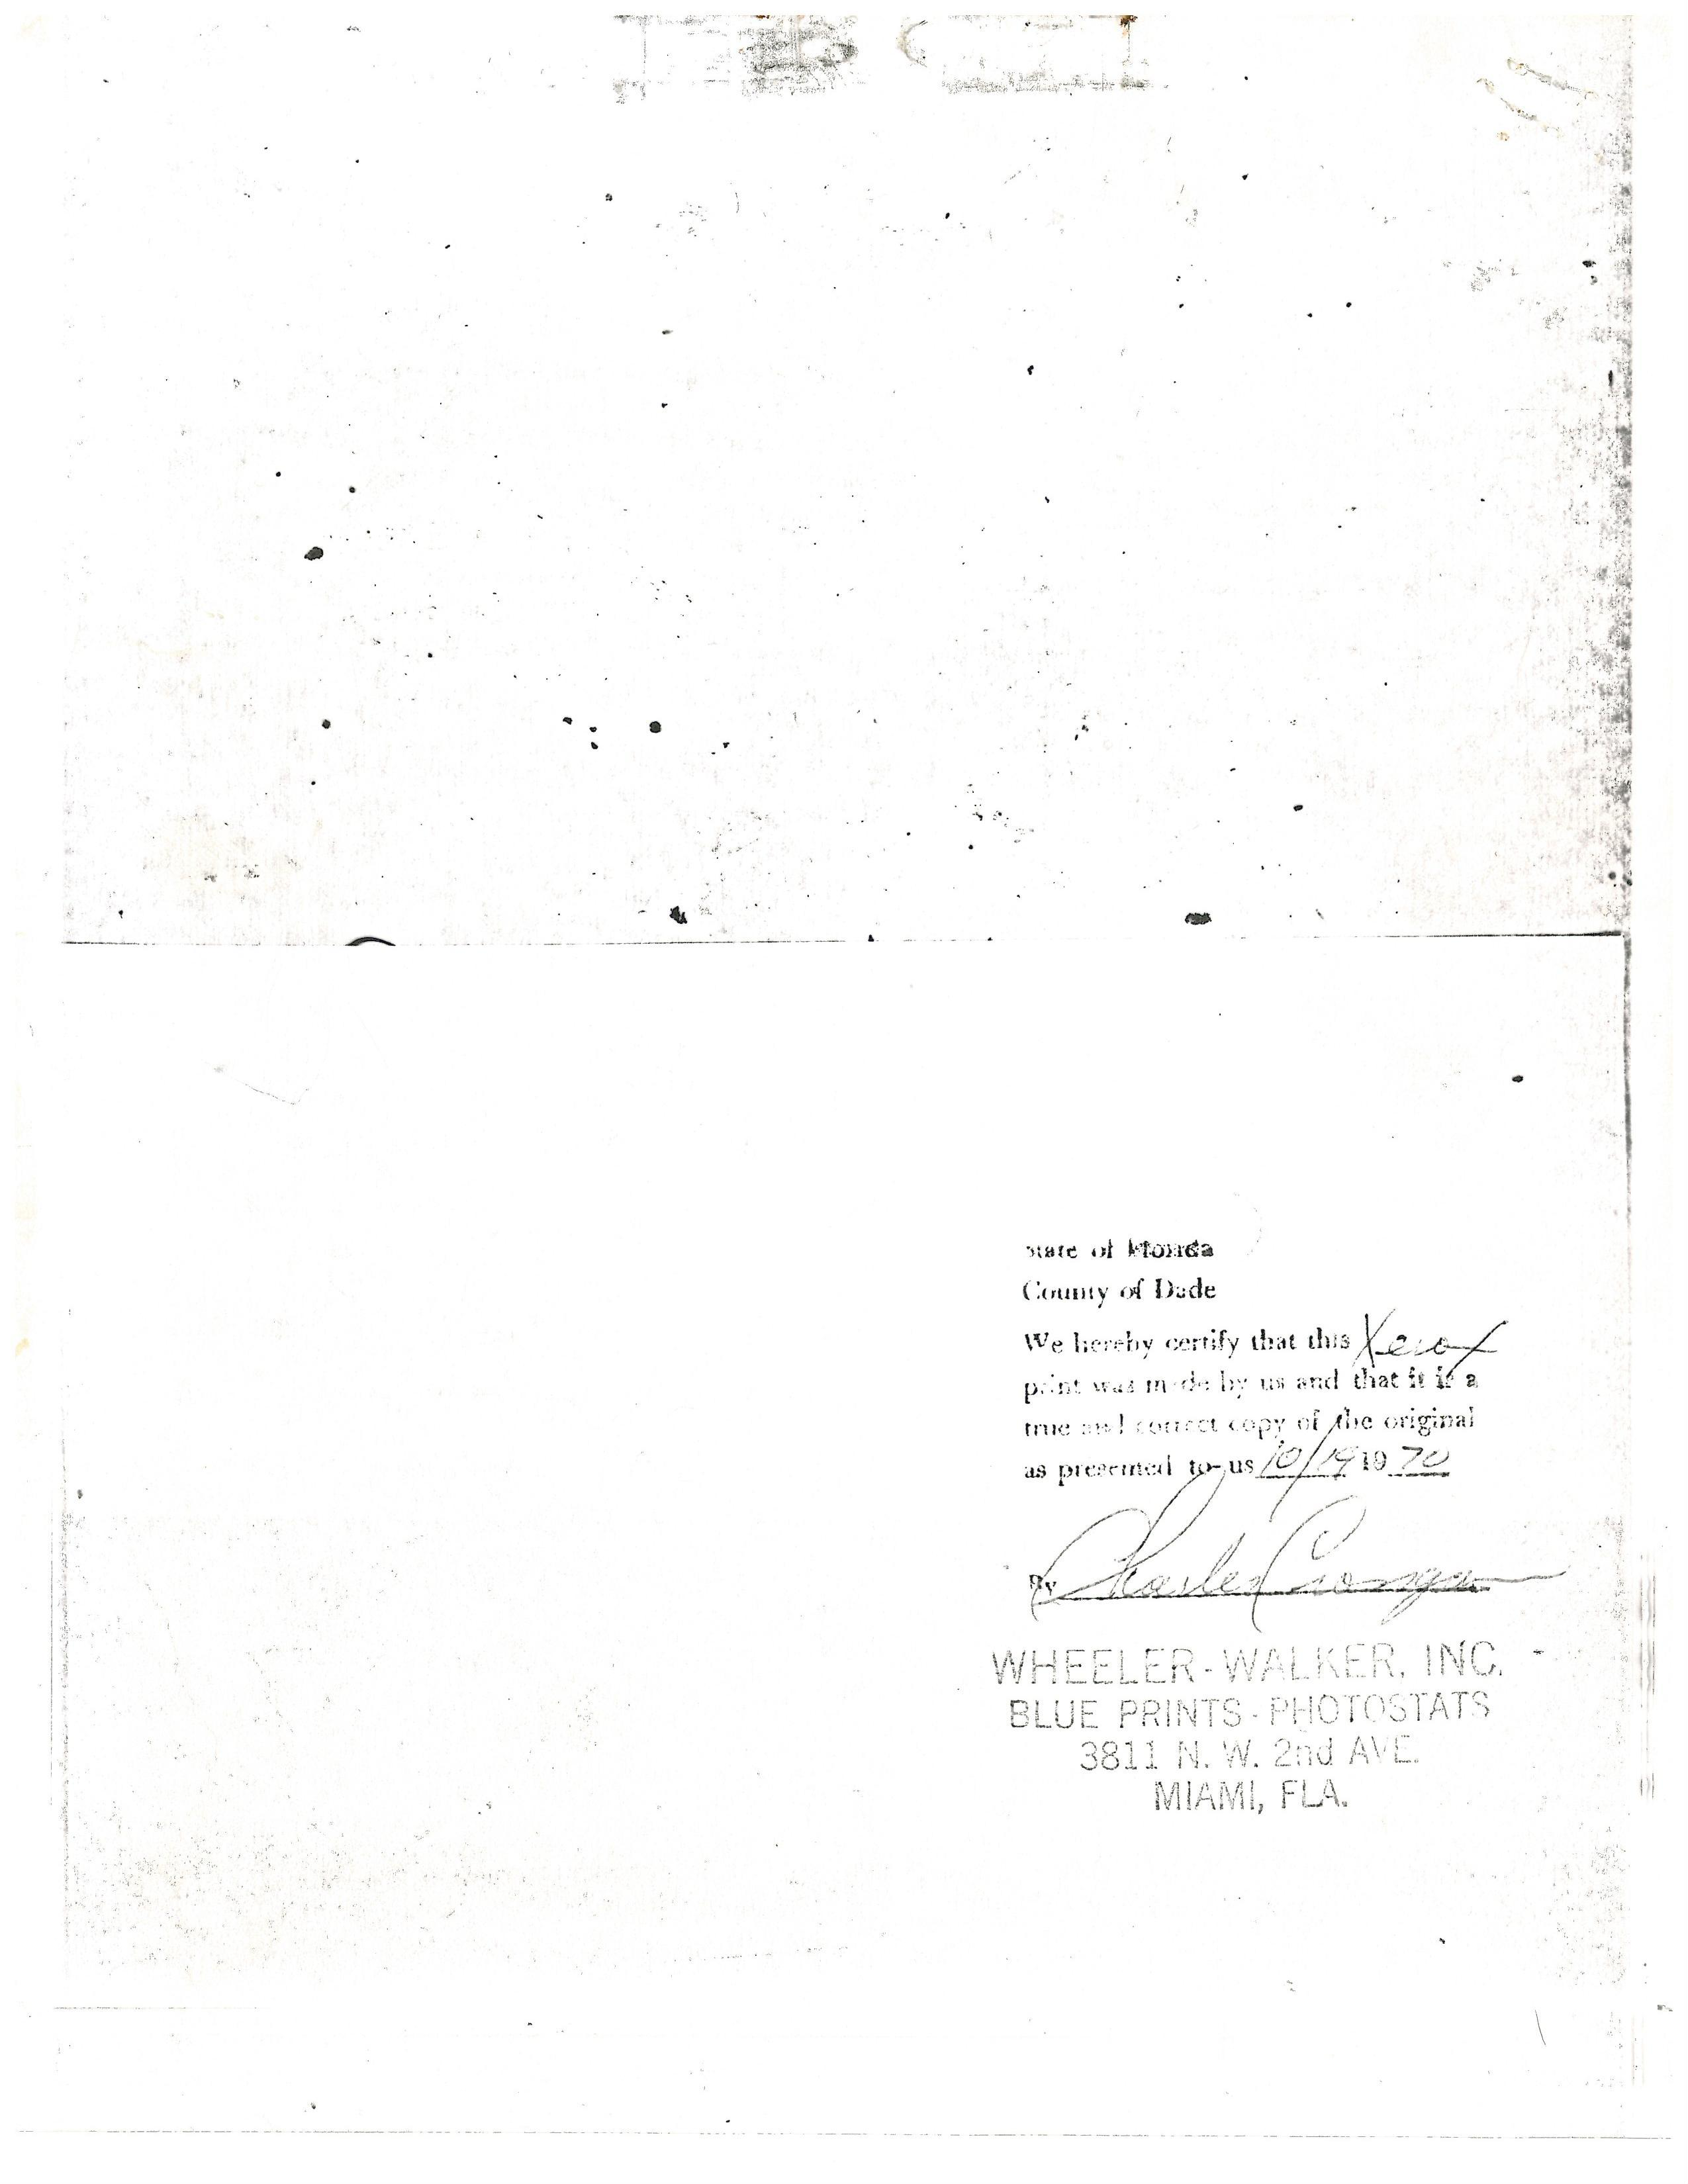 State of Florida
County of Dade
We hereby certify that this Xerox
print was made by us and that it is a
true and correct copy of the original
as presented to us 10/19 1970
By Charles
WHEELER-WALKER, INC.
BLUE PRINTS - PHOTOSTATS
3811 N. W. 2nd AVE.
MIAMI, FLA.